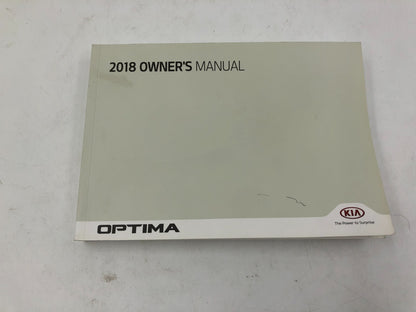 2018 OWNER'S MANUAL
KIA
The Power to Surprise
OPTIMA